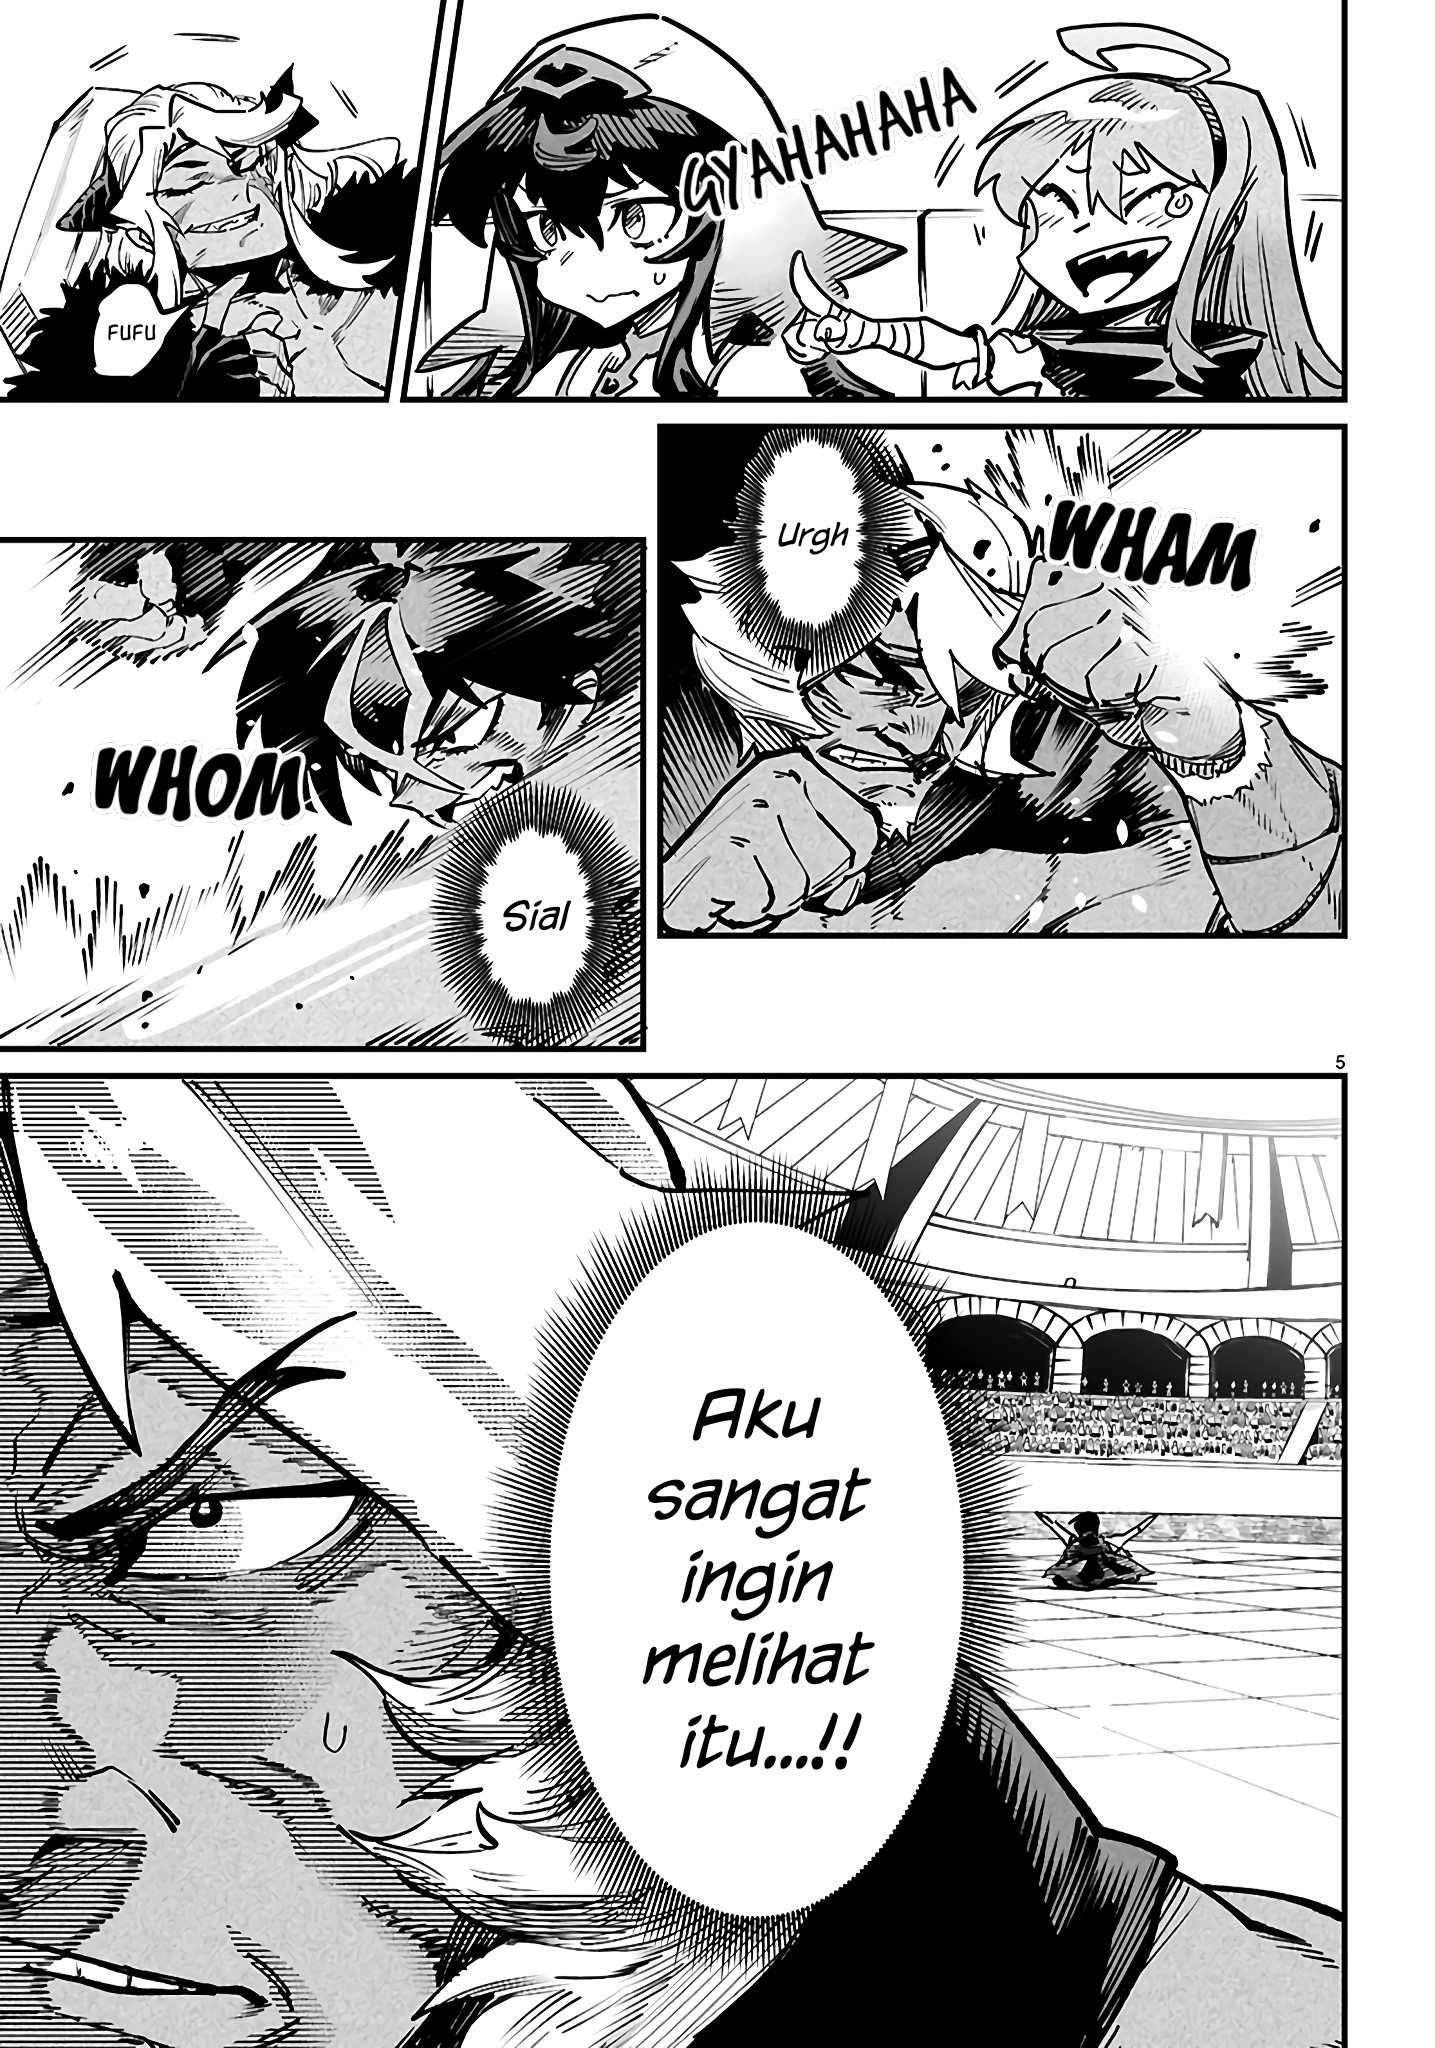 GYAHAHAHA
FUFU
WHAM
Urgh
WHOM
Sial
5
Aku
sangat
ingin
melihat
itu...!!